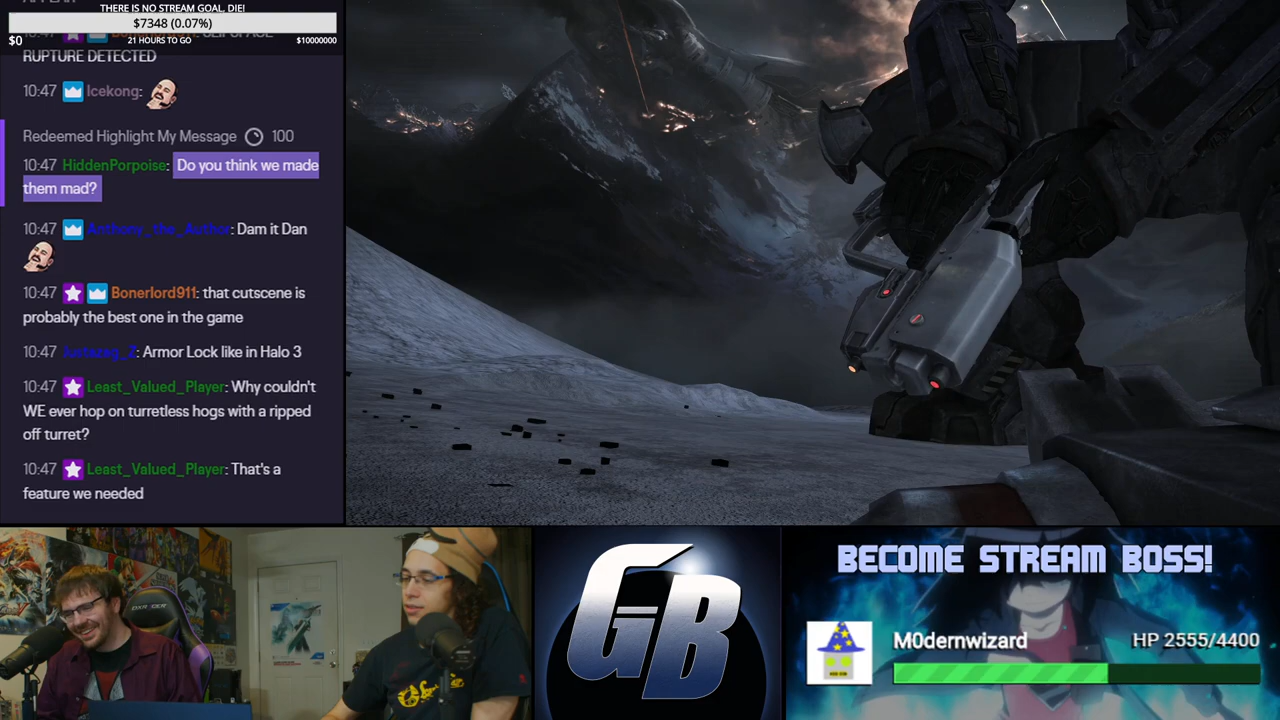 THERE IS NO STREAM GOAL, DIE!
$7348 (0.07%)
$0
21 HOURS TO GO
$10000000
RUPTURE DETECTED
10:47 Icekong:
Redeemed Highlight My Message 100
10:47 HiddenPorpoise: Do you think we made
them mad?
10:47 Anthony_the_Author: Dam it Dan
10:47 Bonerlord911: that cutscene is
probably the best one in the game
10:47 : Armor Lock like in Halo 3
10:47 Least_Valued_Player: Why couldn't
WE ever hop on turretless hogs with a ripped
off turret?
10:47 Least_Valued_Player: That's a
feature we needed
GB
BECOME STREAM BOSS!
M0dernwizard
HP 2555/4400